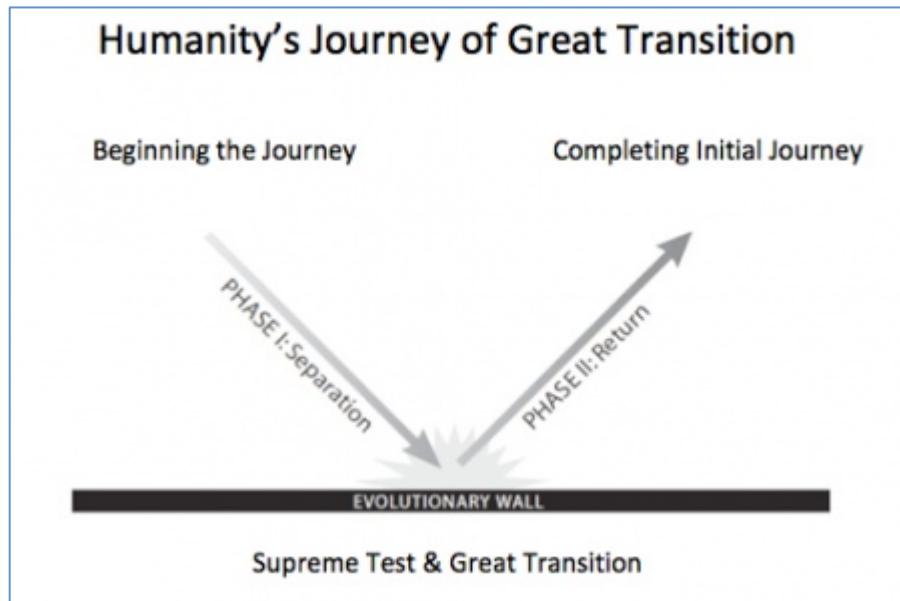 Humanity’s Journey of Great Transition
Beginning the Journey
Completing Initial Journey
PHASE I: Separation
PHASE II: Return
EVOLUTIONARY WALL
Supreme Test & Great Transition